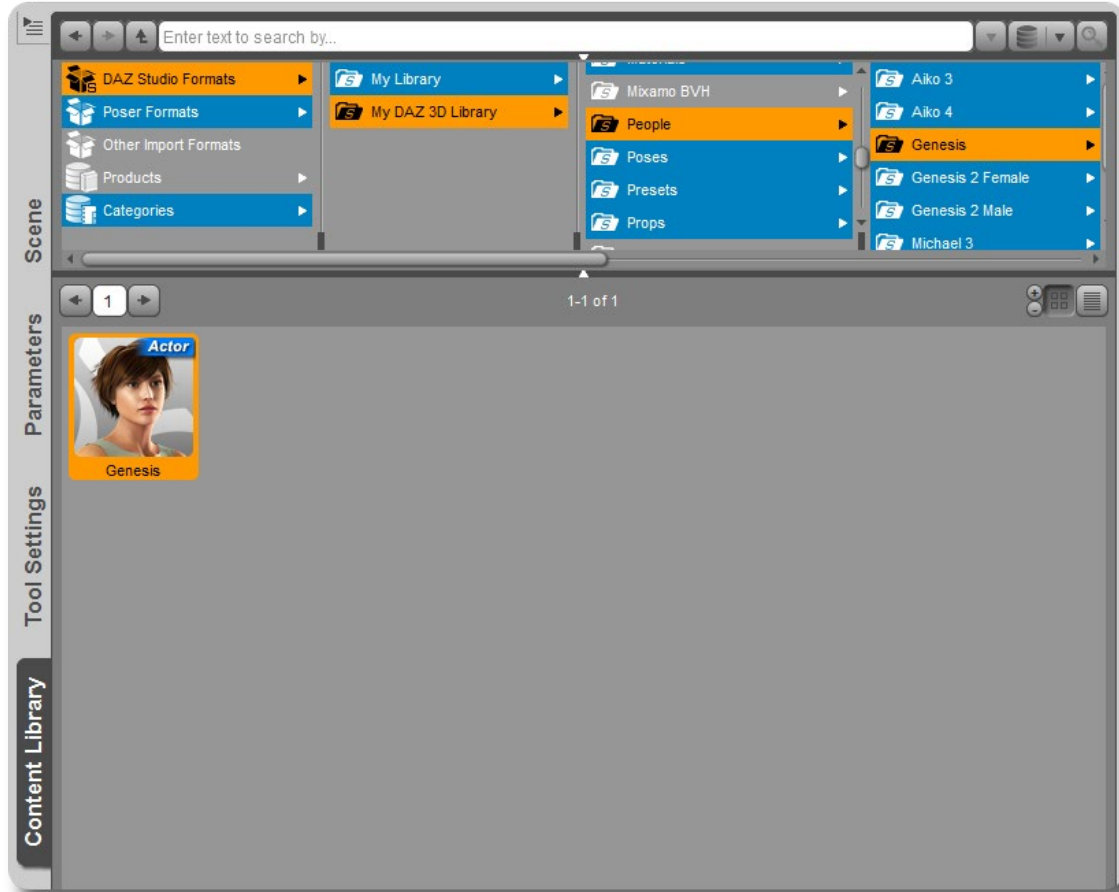 Enter text to search by...
DAZ Studio Formats
Poser Formats
Other Import Formats
Products
Categories
My Library
My DAZ 3D Library
Materials
Mixamo BVH
People
Poses
Presets
Props
Aiko 3
Aiko 4
Genesis
Genesis 2 Female
Genesis 2 Male
Michael 3
Scene
Parameters
Tool Settings
Content Library
1
1-1 of 1
Actor
Genesis